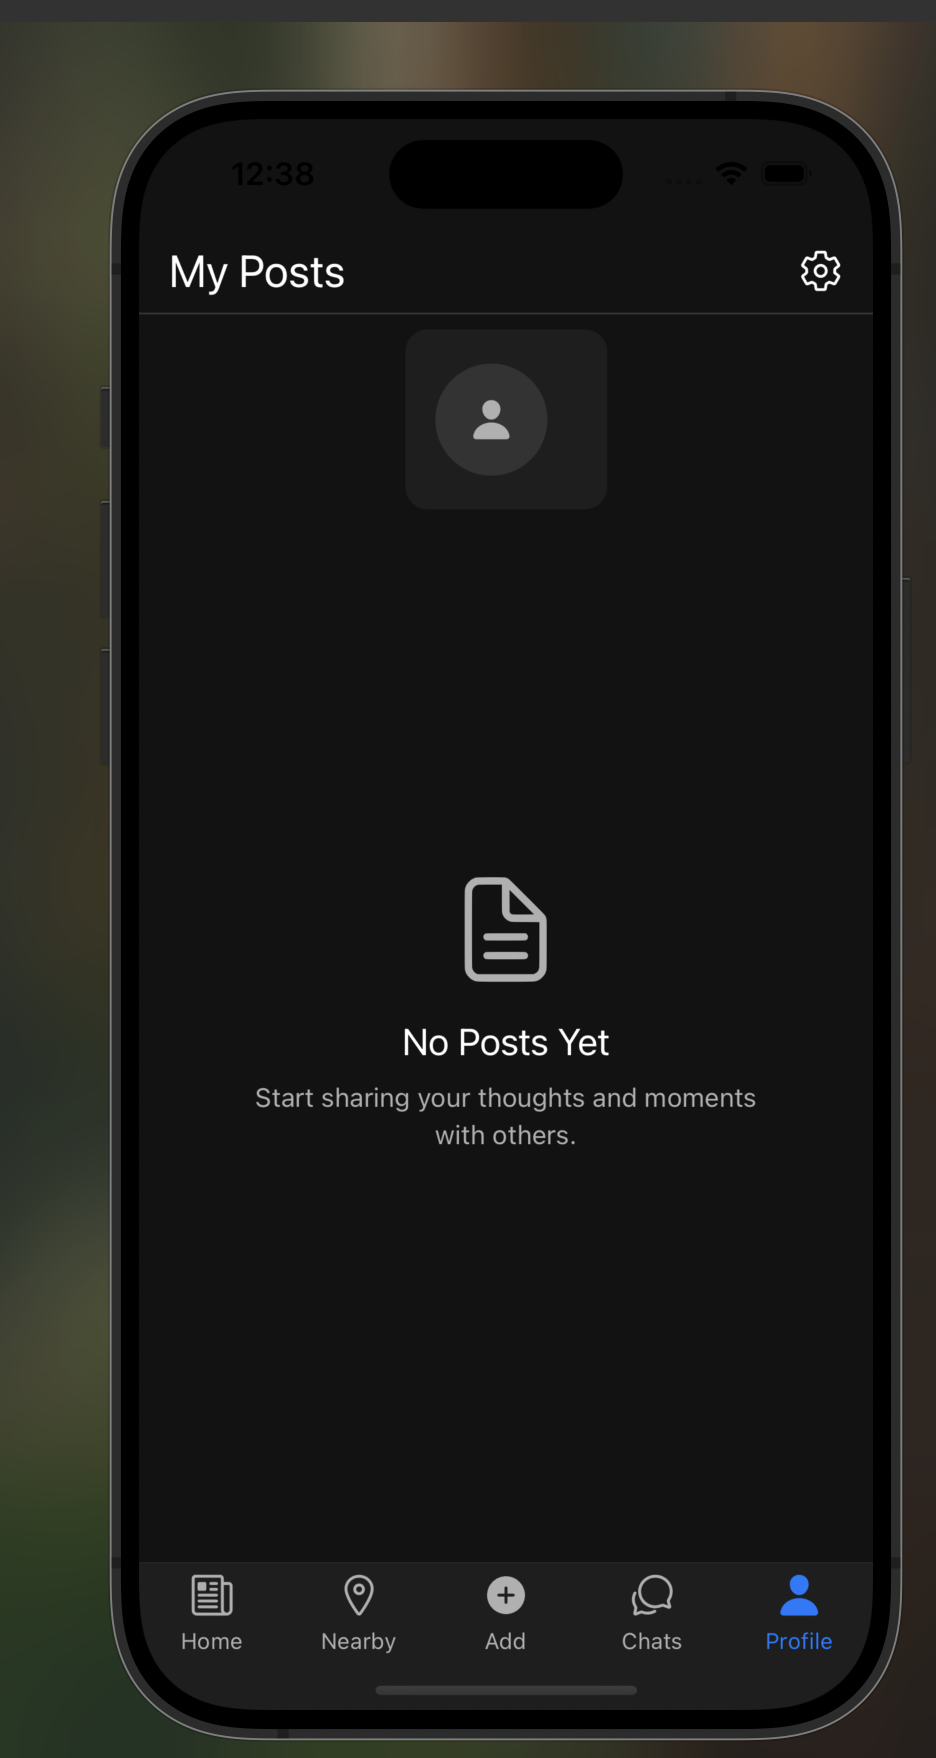 12:38
My Posts
No Posts Yet
Start sharing your thoughts and moments
with others.
Home
Nearby
Add
Chats
Profile